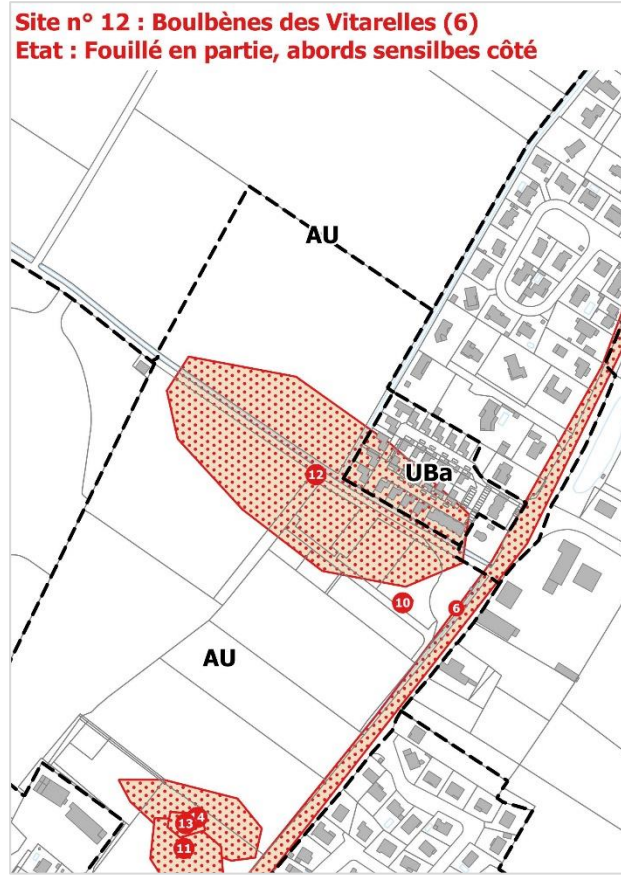 Site n° 12 : Boulbènes des Vitarelles (6)
Etat : Fouillé en partie, abords sensilbes côté
AU
12
UBa
10
6
AU
13
4
11